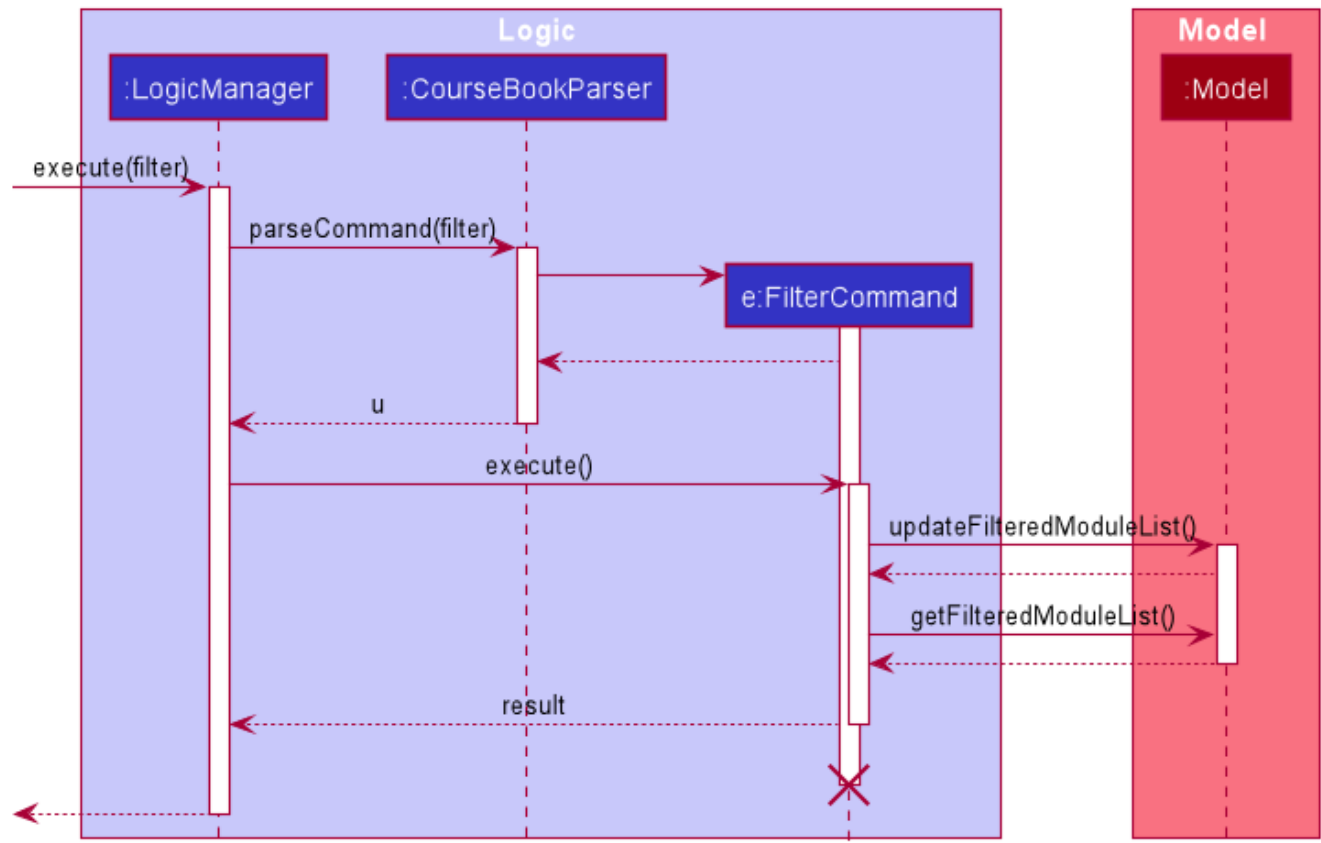 Logic
Model
:LogicManager
:CourseBookParser
:Model
execute(filter)
parseCommand(filter)
e:FilterCommand
u
execute()
updateFilteredModuleList()
getFilteredModuleList()
result